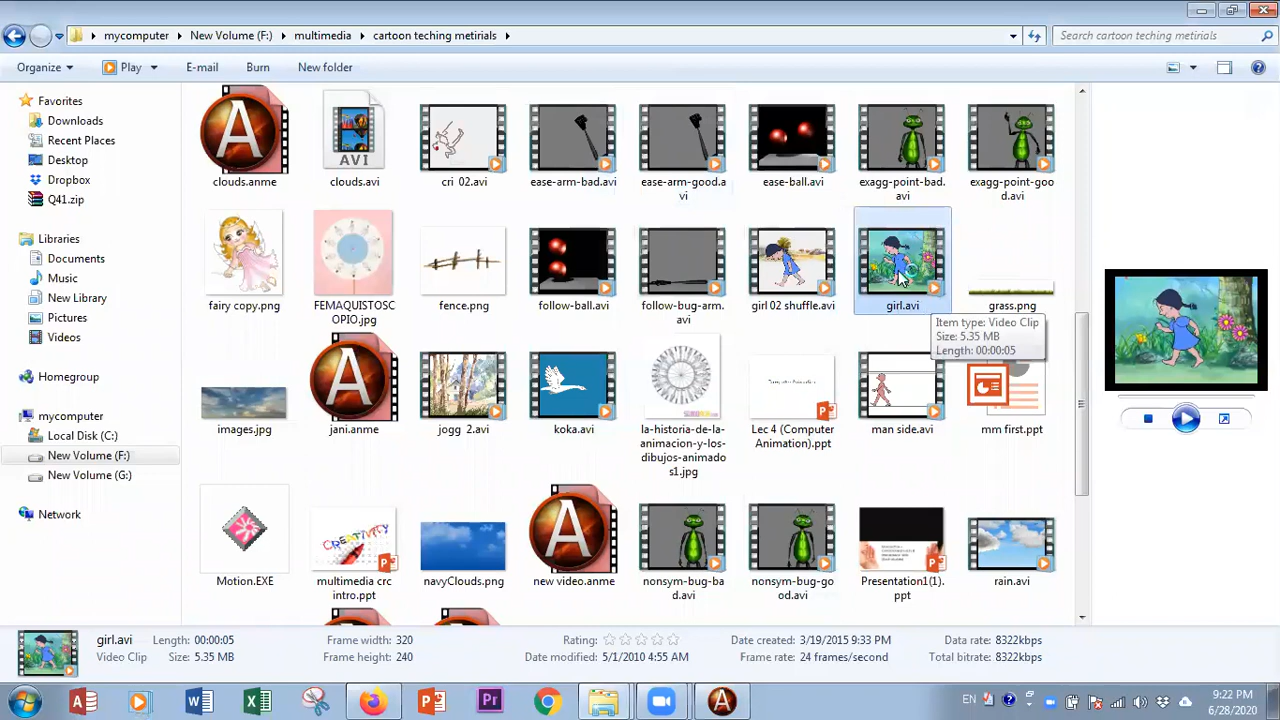 mycomputer New Volume (F:) multimedia cartoon teching metirials Search cartoon teching metirials
Organize Play E-mail Burn New folder
Favorites
Downloads
Recent Places
Desktop
Dropbox
Q41.zip
Libraries
Documents
Music
New Library
Pictures
Videos
Homegroup
mycomputer
Local Disk (C:)
New Volume (F:)
New Volume (G:)
Network
A AVI
clouds.anme clouds.avi cri 02.avi ease-arm-bad.avi ease-arm-good.a ease-ball.avi exagg-point-bad. exagg-point-goo
vi avi d.avi
fairy copy.png FEMAQUISTOSC fence.png follow-ball.avi follow-bug-arm. girl 02 shuffle.avi girl.avi grass.png
OPIO.jpg avi
Item type: Video Clip
Size: 5.35 MB
Length: 00:00:05
A
images.jpg jani.anme jogg 2.avi koka.avi la-historia-de-la- Lec 4 (Computer man side.avi mm first.ppt
animacion-y-los- Animation).ppt
dibujos-animado
s1.jpg
CREATIVITY A
Motion.EXE multimedia crc navyClouds.png new video.anme nonsym-bug-ba nonsym-bug-go Presentation1(1). rain.avi
intro.ppt d.avi od.avi ppt
girl.avi Length: 00:00:05 Frame width: 320 Rating: Date created: 3/19/2015 9:33 PM Data rate: 8322kbps
Video Clip Size: 5.35 MB Frame height: 240 Date modified: 5/1/2010 4:55 AM Frame rate: 24 frames/second Total bitrate: 8322kbps
EN 9:22 PM
6/28/2020